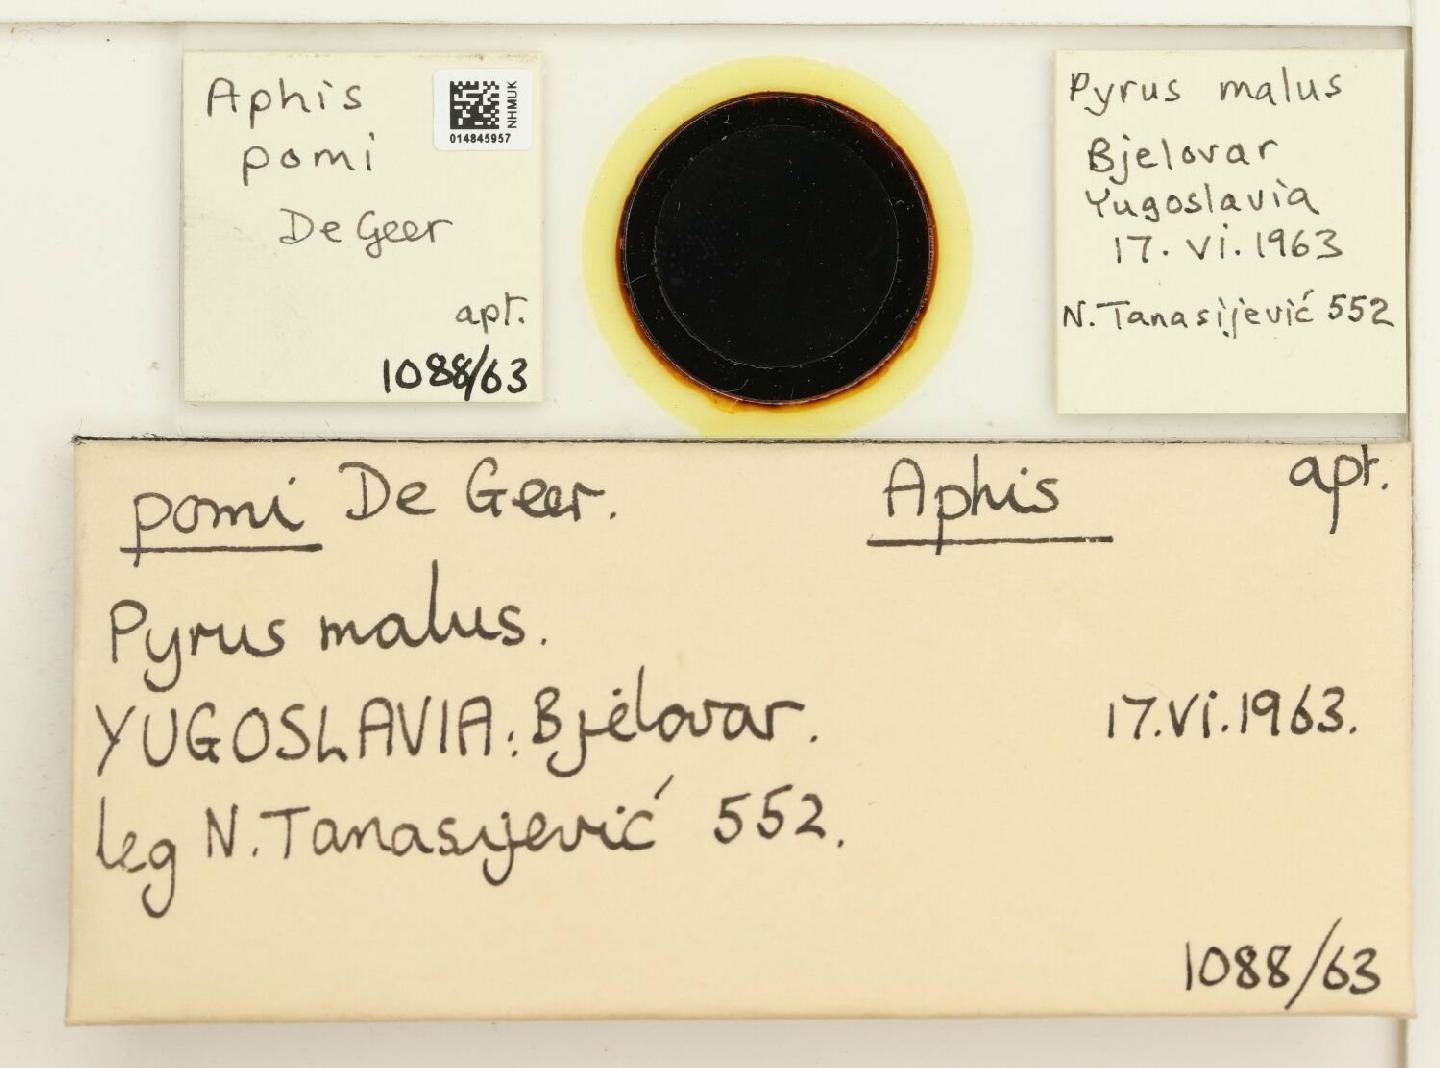 Aphis
pomi
De Geer
apt.
1088/63
NHMUK
014845957
Pyrus malus
Bjelovar
Yugoslavia
17.Vi.1963
N.Tanasijević 552
pomi De Geer. Aphis apt.
Pyrus malus.
YUGOSLAVIA: Bjelovar. 17.Vi.1963.
leg N.Tanasijević 552.
1088/63